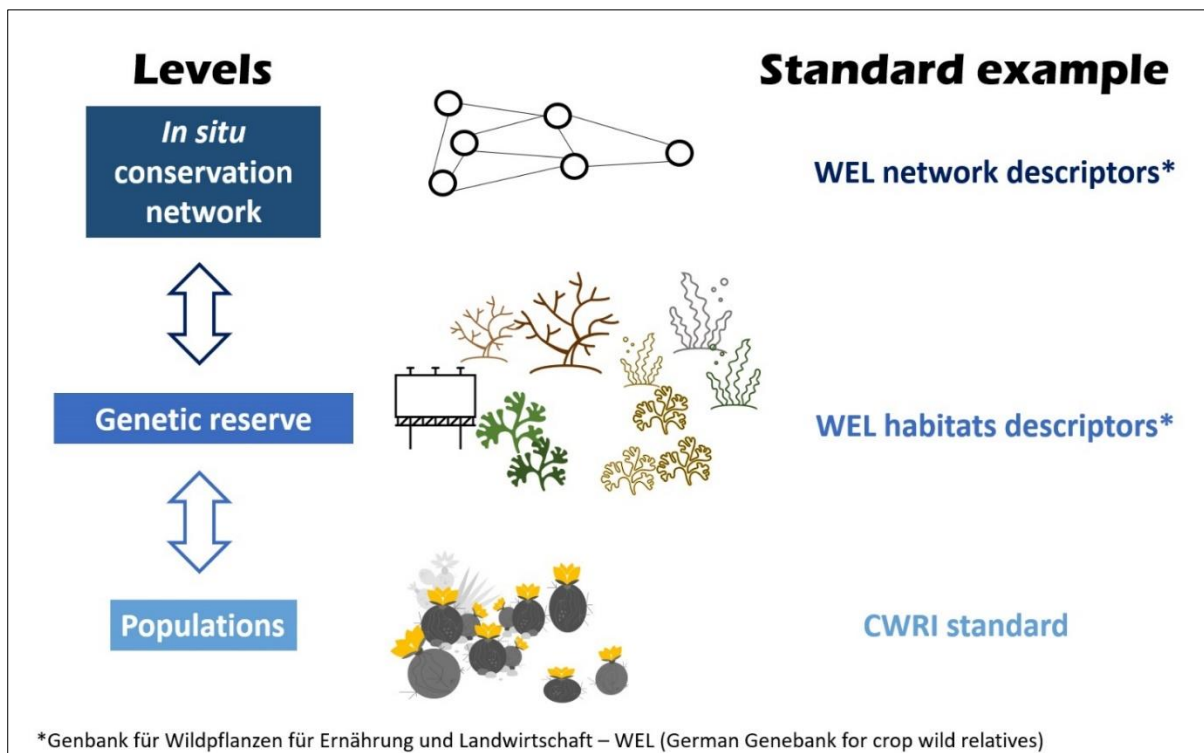 Levels
Standard example
In situ
conservation
network
WEL network descriptors*
Genetic reserve
WEL habitats descriptors*
Populations
CWRI standard
*Genbank für Wildpflanzen für Ernährung und Landwirtschaft – WEL (German Genebank for crop wild relatives)